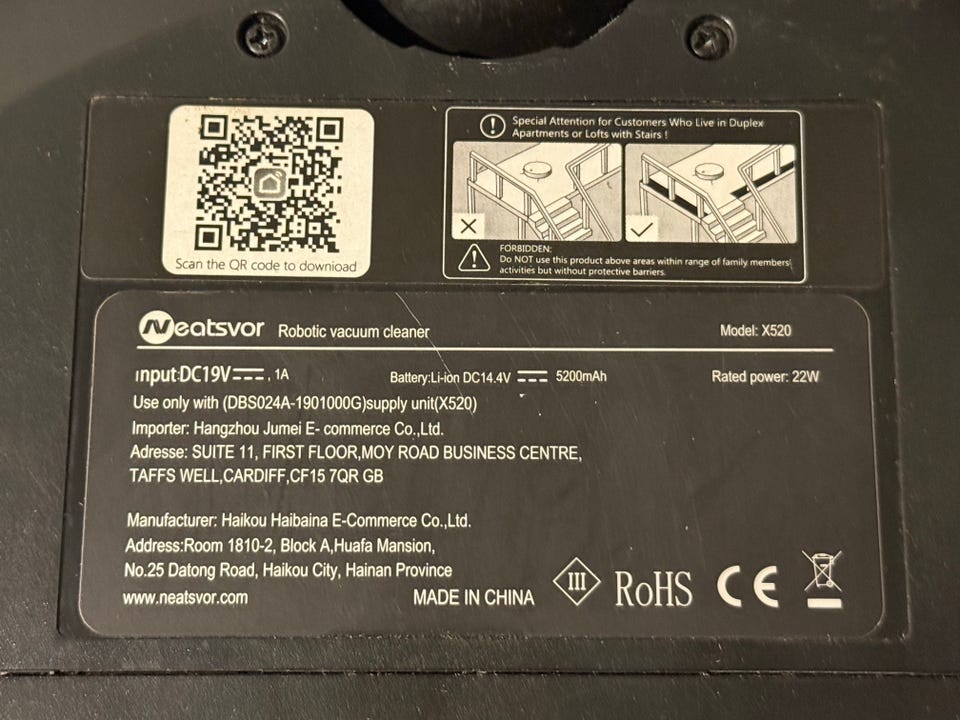 Scan the QR code to download
Special Attention for Customers Who Live in Duplex
Apartments or Lofts with Stairs !
FORBIDDEN:
Do NOT use this product above areas within range of family members'
activities but without protective barriers.
Neatsvor Robotic vacuum cleaner Model: X520
input:DC19V⎓, 1A Battery:Li-ion DC14.4V ⎓ 5200mAh Rated power: 22W
Use only with (DBS024A-1901000G)supply unit(X520)
Importer: Hangzhou Jumei E- commerce Co.,Ltd.
Adresse: SUITE 11, FIRST FLOOR,MOY ROAD BUSINESS CENTRE,
TAFFS WELL,CARDIFF,CF15 7QR GB
Manufacturer: Haikou Haibaina E-Commerce Co.,Ltd.
Address:Room 1810-2, Block A,Huafa Mansion,
No.25 Datong Road, Haikou City, Hainan Province
www.neatsvor.com MADE IN CHINA III RoHS CE